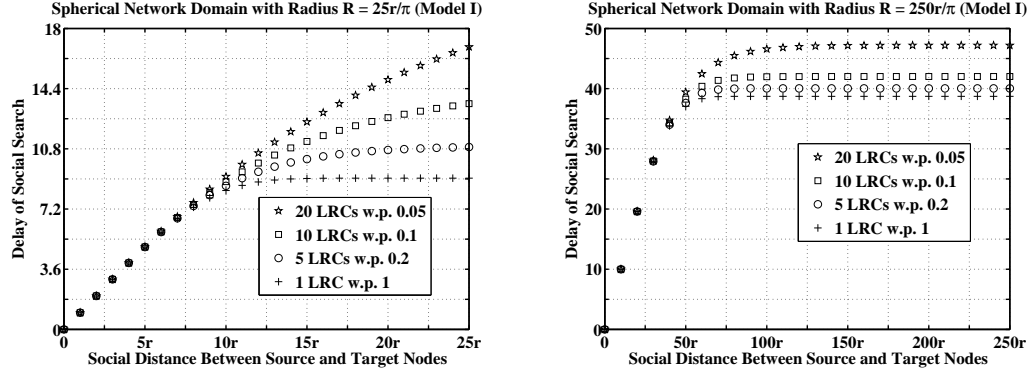 Spherical Network Domain with Radius R = 25r/π (Model I)
18
14.4
10.8
7.2
3.6
0
Delay of Social Search
20 LRCs w.p. 0.05
10 LRCs w.p. 0.1
5 LRCs w.p. 0.2
1 LRC w.p. 1
0 5r 10r 15r 20r 25r
Social Distance Between Source and Target Nodes
Spherical Network Domain with Radius R = 250r/π (Model I)
50
40
30
20
10
0
Delay of Social Search
20 LRCs w.p. 0.05
10 LRCs w.p. 0.1
5 LRCs w.p. 0.2
1 LRC w.p. 1
0 50r 100r 150r 200r 250r
Social Distance Between Source and Target Nodes